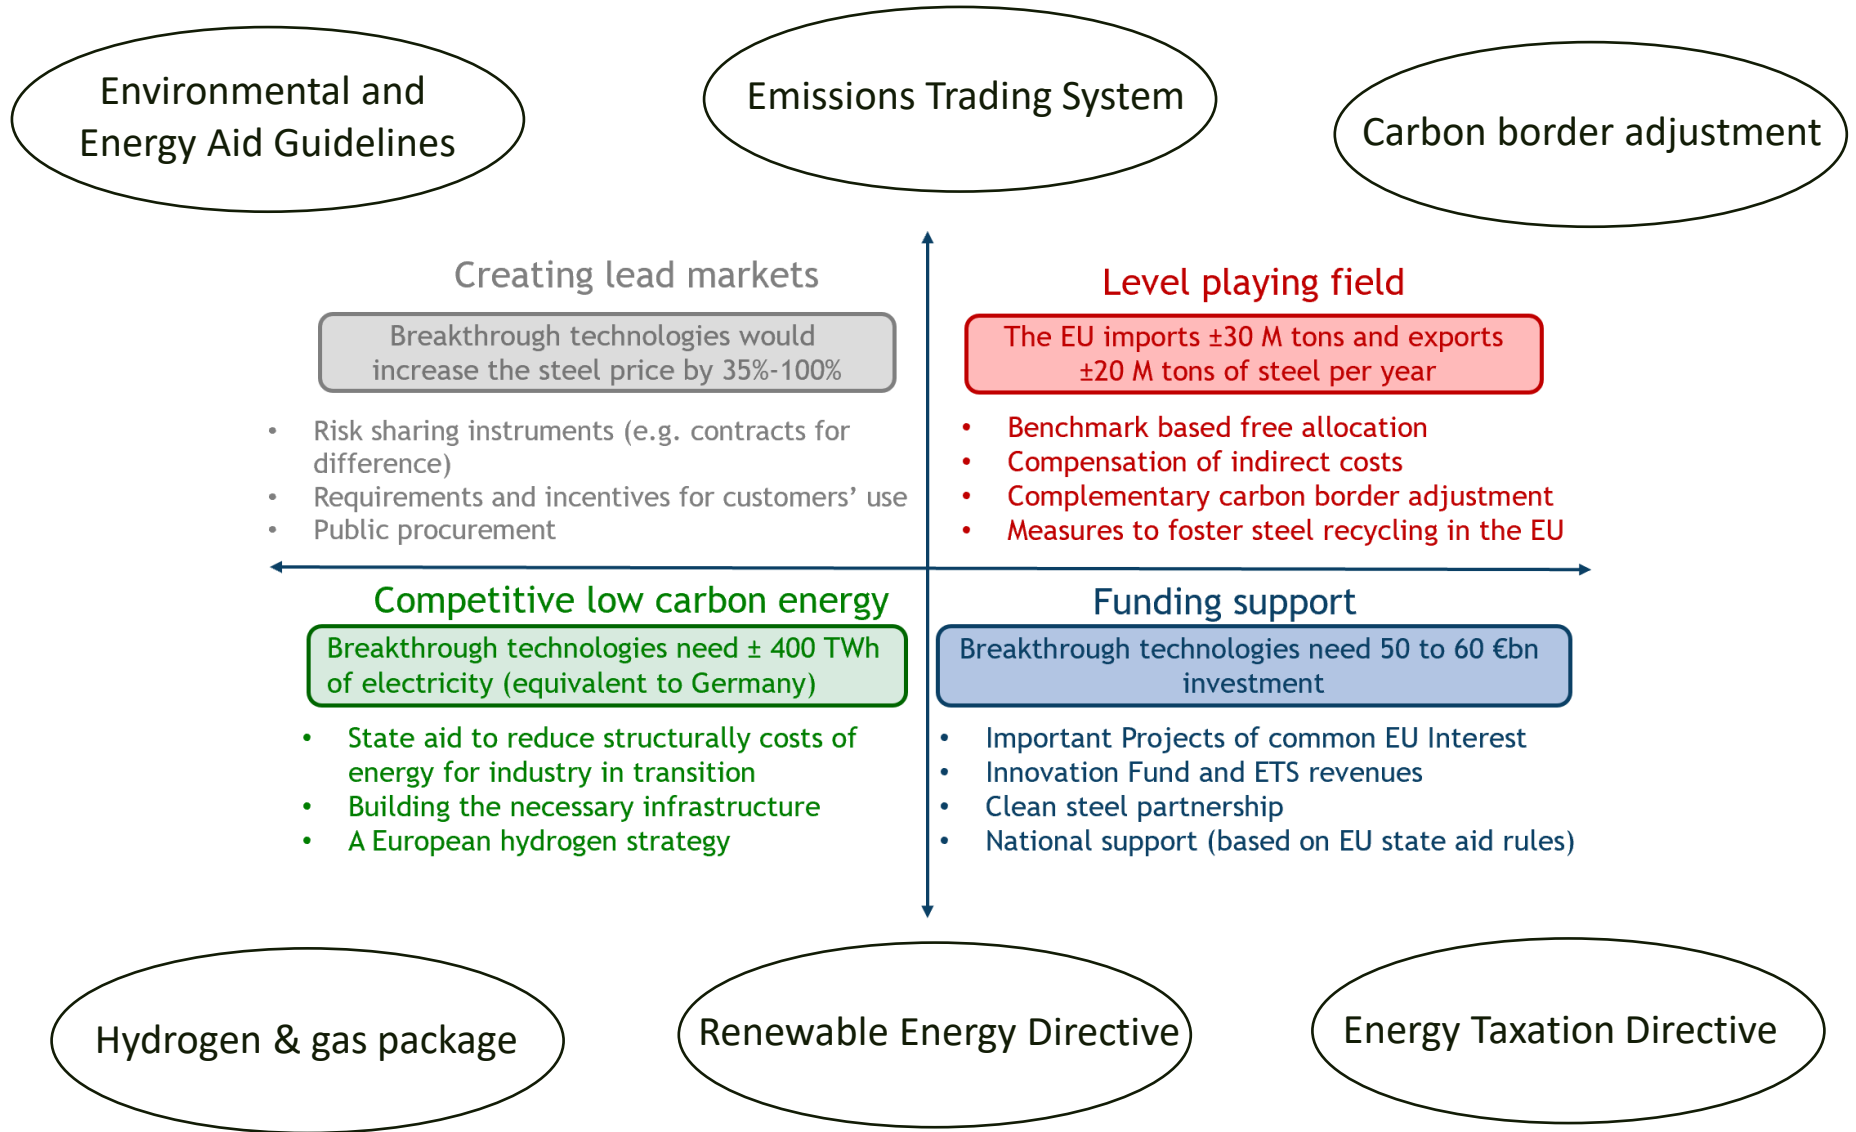 Environmental and
Energy Aid Guidelines
Emissions Trading System
Carbon border adjustment
Creating lead markets
Breakthrough technologies would
increase the steel price by 35%-100%
• Risk sharing instruments (e.g. contracts for
difference)
• Requirements and incentives for customers’ use
• Public procurement
Level playing field
The EU imports ±30 M tons and exports
±20 M tons of steel per year
• Benchmark based free allocation
• Compensation of indirect costs
• Complementary carbon border adjustment
• Measures to foster steel recycling in the EU
Competitive low carbon energy
Breakthrough technologies need ± 400 TWh
of electricity (equivalent to Germany)
• State aid to reduce structurally costs of
energy for industry in transition
• Building the necessary infrastructure
• A European hydrogen strategy
Funding support
Breakthrough technologies need 50 to 60 €bn
investment
• Important Projects of common EU Interest
• Innovation Fund and ETS revenues
• Clean steel partnership
• National support (based on EU state aid rules)
Hydrogen & gas package
Renewable Energy Directive
Energy Taxation Directive